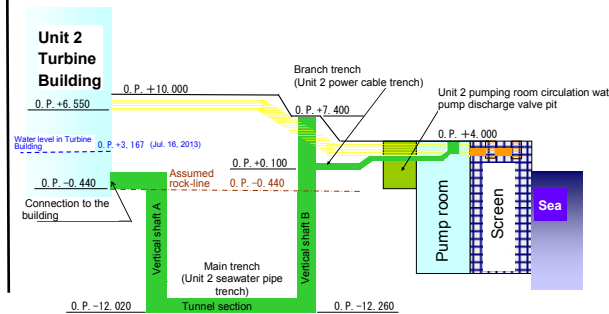 Unit 2
Turbine
Building
O. P. +10.000
O. P. +6.550
Branch trench
(Unit 2 power cable trench)
Unit 2 pumping room circulation wat
pump discharge valve pit
O. P. +7.400
O. P. +4.000
Water level in Turbine
Building
O. P. +3, 167 (Jul. 16, 2013)
O. P. +0.100
Assumed
rock-line
O. P. -0.440
O. P. -0.440
Connection to the
building
Vertical shaft A
Vertical shaft B
Pump room
Screen
Sea
Main trench
(Unit 2 seawater pipe
trench)
O. P. -12.020
Tunnel section
O. P. -12.260